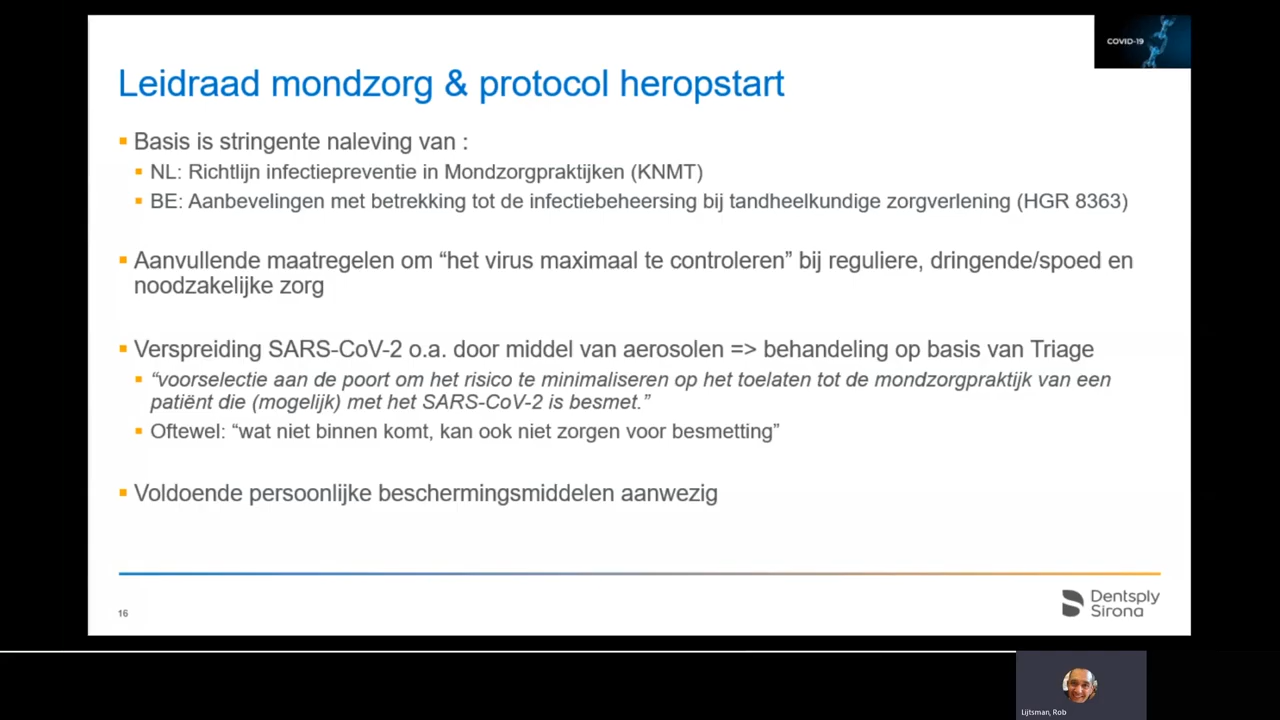 COVID-19
Leidraad mondzorg & protocol heropstart
Basis is stringente naleving van :
NL: Richtlijn infectiepreventie in Mondzorgpraktijken (KNMT)
BE: Aanbevelingen met betrekking tot de infectiebeheersing bij tandheelkundige zorgverlening (HGR 8363)
Aanvullende maatregelen om “het virus maximaal te controleren” bij reguliere, dringende/spoed en
noodzakelijke zorg
Verspreiding SARS-CoV-2 o.a. door middel van aerosolen => behandeling op basis van Triage
“voorselectie aan de poort om het risico te minimaliseren op het toelaten tot de mondzorgpraktijk van een
patiënt die (mogelijk) met het SARS-CoV-2 is besmet.”
Oftewel: “wat niet binnen komt, kan ook niet zorgen voor besmetting”
Voldoende persoonlijke beschermingsmiddelen aanwezig
16
Dentsply
Sirona
Lijtsman, Rob